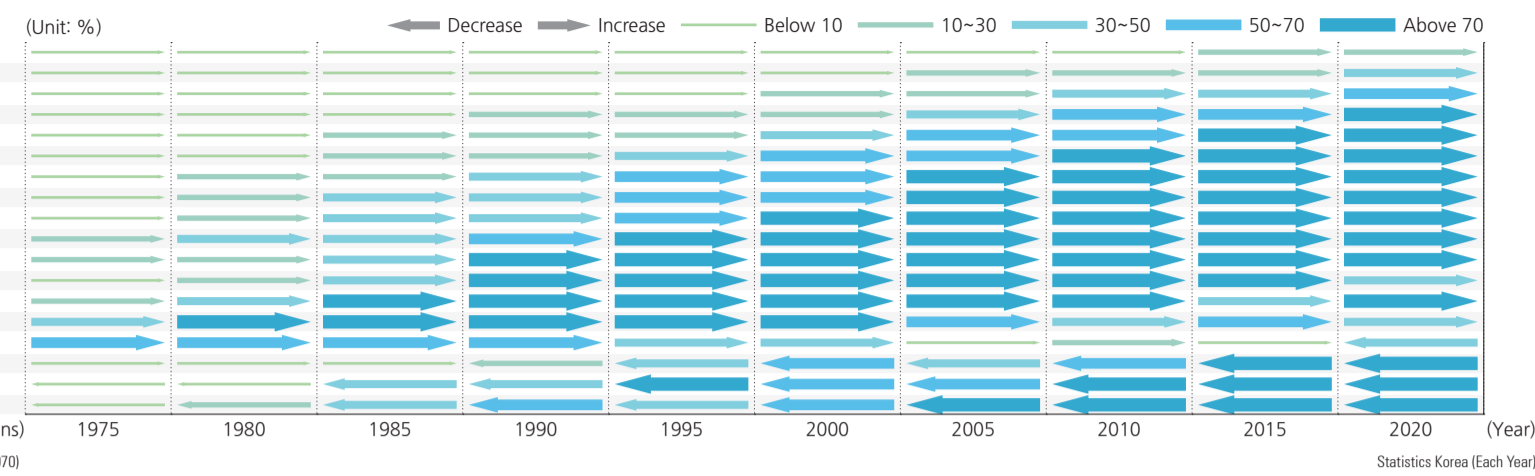 (Unit: %) Decrease Increase Below 10 10~30 30~50 50~70 Above 70
1975 1980 1985 1990 1995 2000 2005 2010 2015 2020 (Year)
Statistics Korea (Each Year)